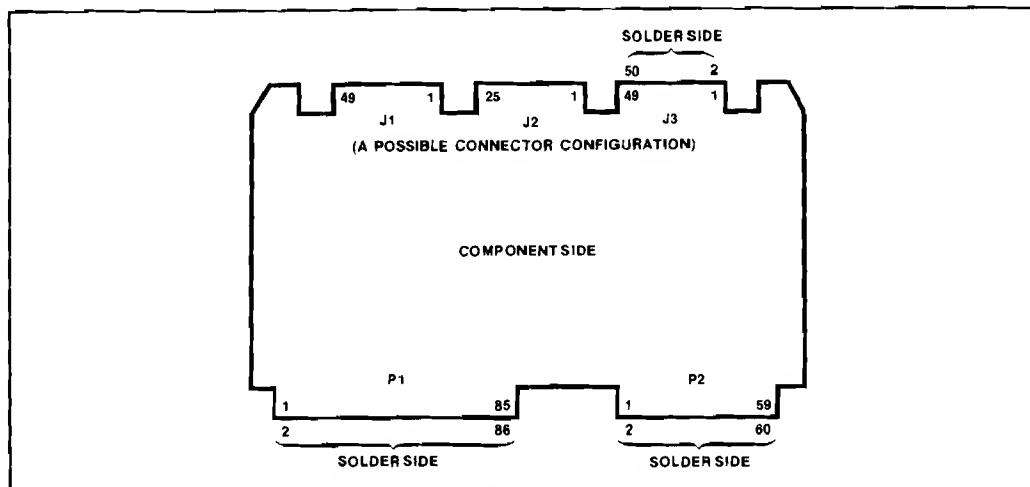 SOLDER SIDE
50 2
49 1 25 1 49 1
J1 J2 J3
(A POSSIBLE CONNECTOR CONFIGURATION)
COMPONENT SIDE
P1 P2
1 85 1 59
2 86 2 60
SOLDER SIDE SOLDER SIDE